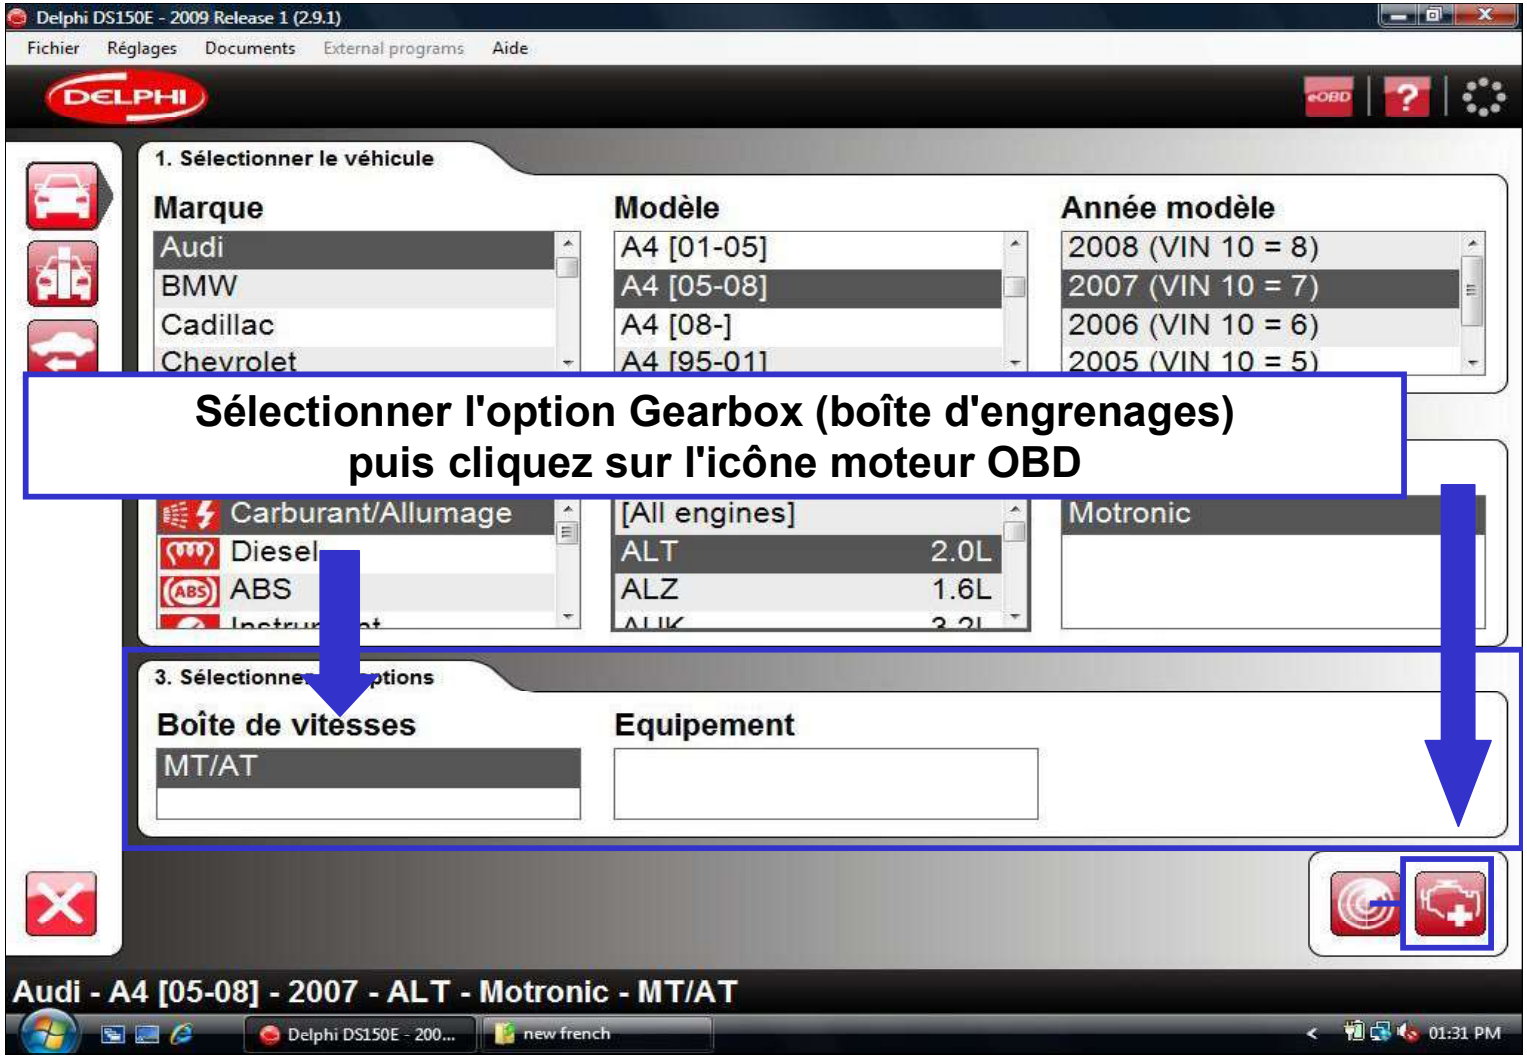 Delphi DS150E - 2009 Release 1 (2.9.1)
Fichier Réglages Documents External programs Aide
DELPHI
eOBD ?
1. Sélectionner le véhicule
Marque Modèle Année modèle
Audi A4 [01-05] 2008 (VIN 10 = 8)
BMW A4 [05-08] 2007 (VIN 10 = 7)
Cadillac A4 [08-] 2006 (VIN 10 = 6)
Chevrolet A4 [95-01] 2005 (VIN 10 = 5)
Sélectionner l'option Gearbox (boîte d'engrenages)
puis cliquez sur l'icône moteur OBD
Carburant/Allumage [All engines] Motronic
Diesel ALT 2.0L
ABS ABS ALZ 1.6L
AUK 3.2L
3. Sélectionner options
Boîte de vitesses Equipement
MT/AT
Audi - A4 [05-08] - 2007 - ALT - Motronic - MT/AT
Delphi DS150E - 200... new french < 01:31 PM